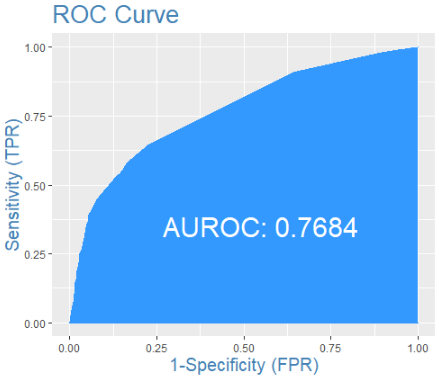 ROC Curve
1.00
0.75
0.50
0.25
0.00
Sensitivity (TPR)
AUROC: 0.7684
0.00 0.25 0.50 0.75 1.00
1-Specificity (FPR)